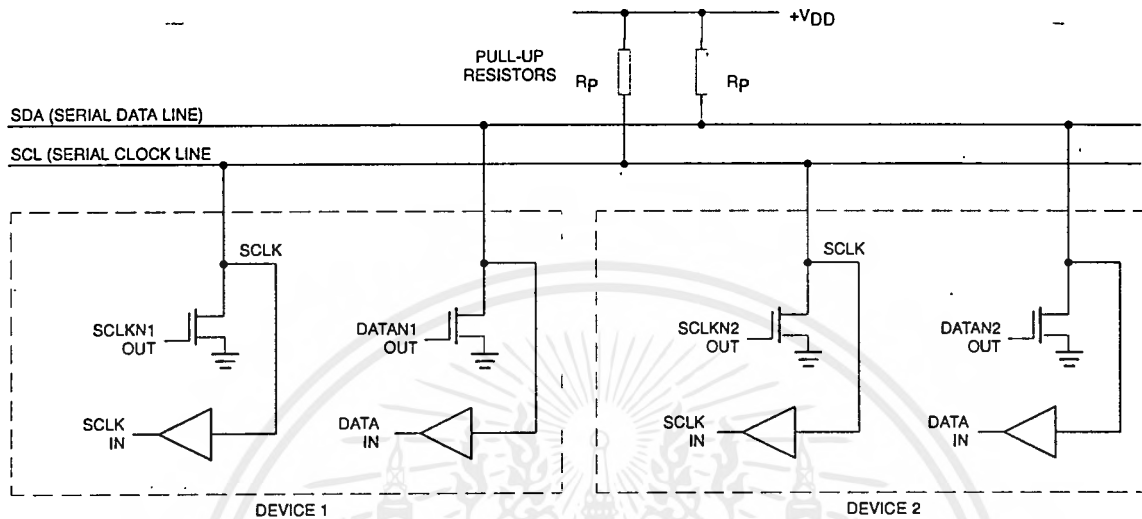 +VDD
PULL-UP
RESISTORS
RP
RP
SDA (SERIAL DATA LINE)
SCL (SERIAL CLOCK LINE
SCLK
SCLK
SCLKN1
OUT
DATAN1
OUT
SCLKN2
OUT
DATAN2
OUT
SCLK
IN
DATA
IN
SCLK
IN
DATA
IN
DEVICE 1
DEVICE 2